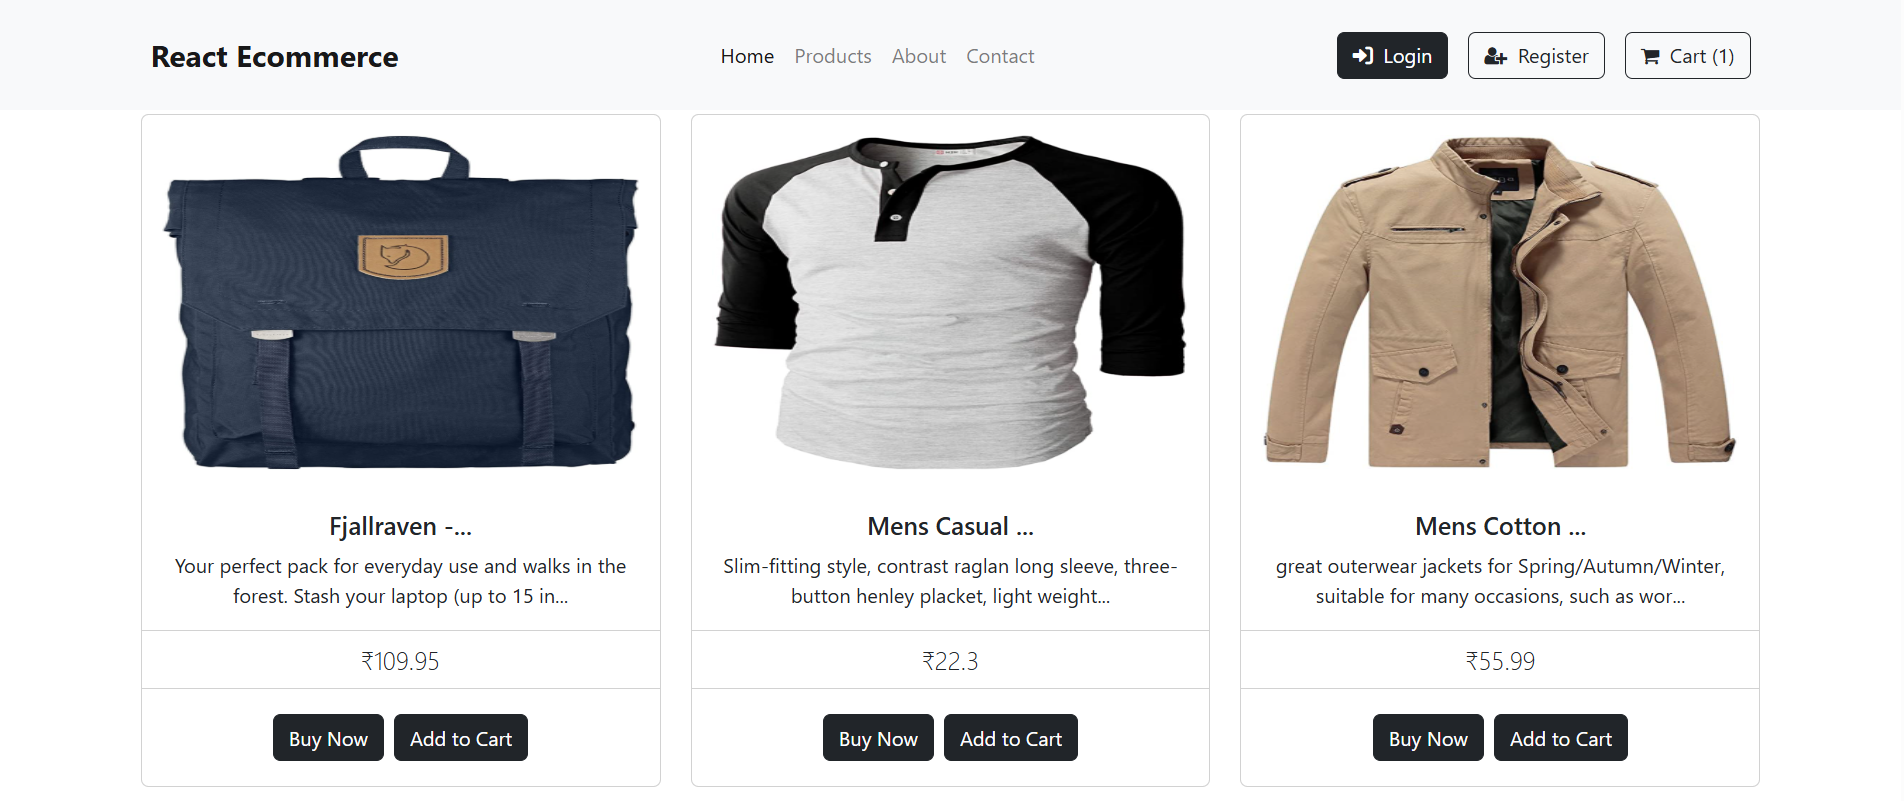 React Ecommerce
Home Products About Contact
Login Register Cart (1)
Fjallraven -...
Your perfect pack for everyday use and walks in the
forest. Stash your laptop (up to 15 in...
₹109.95
Buy Now Add to Cart
Mens Casual ...
Slim-fitting style, contrast raglan long sleeve, three-
button henley placket, light weight...
₹22.3
Buy Now Add to Cart
Mens Cotton ...
great outerwear jackets for Spring/Autumn/Winter,
suitable for many occasions, such as wor...
₹55.99
Buy Now Add to Cart